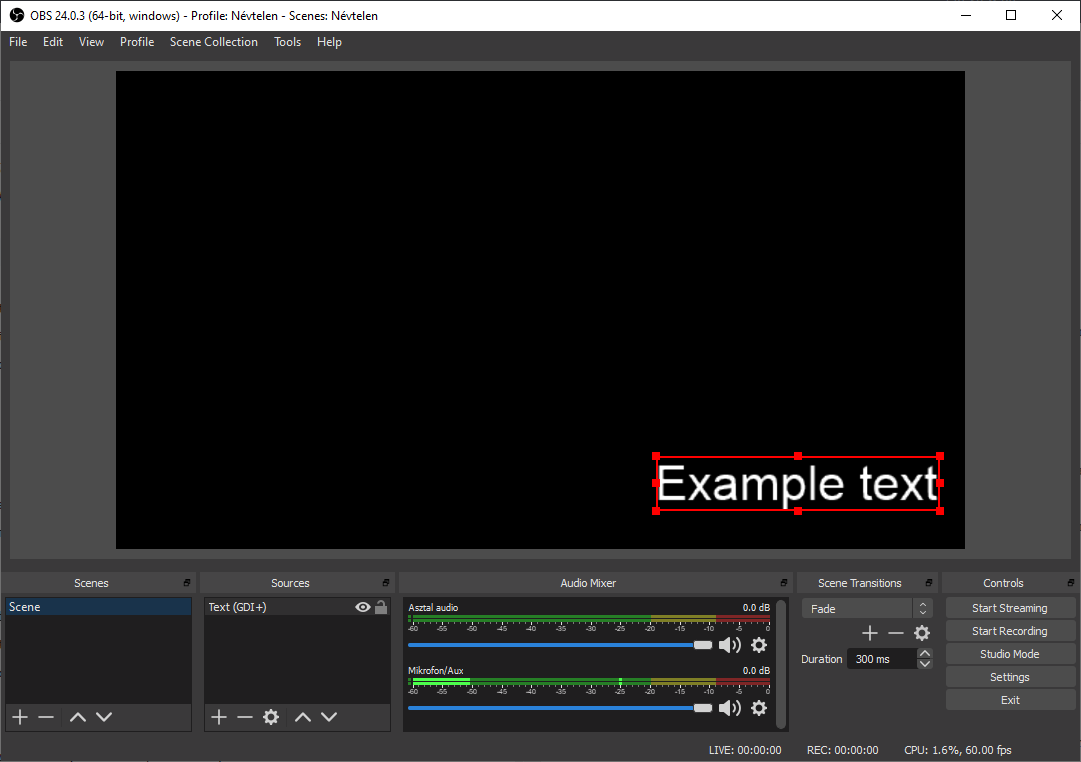 OBS 24.0.3 (64-bit, windows) - Profile: Névtelen - Scenes: Névtelen
File Edit View Profile Scene Collection Tools Help
Example text
Scenes
Scene
Sources
Text (GDI+)
Audio Mixer
Asztal audio 0.0 dB
-60 -55 -50 -45 -40 -35 -30 -25 -20 -15 -10 -5 0
Mikrofon/Aux 0.0 dB
-60 -55 -50 -45 -40 -35 -30 -25 -20 -15 -10 -5 0
Scene Transitions
Fade
Duration 300 ms
Controls
Start Streaming
Start Recording
Studio Mode
Settings
Exit
LIVE: 00:00:00 REC: 00:00:00 CPU: 1.6%, 60.00 fps